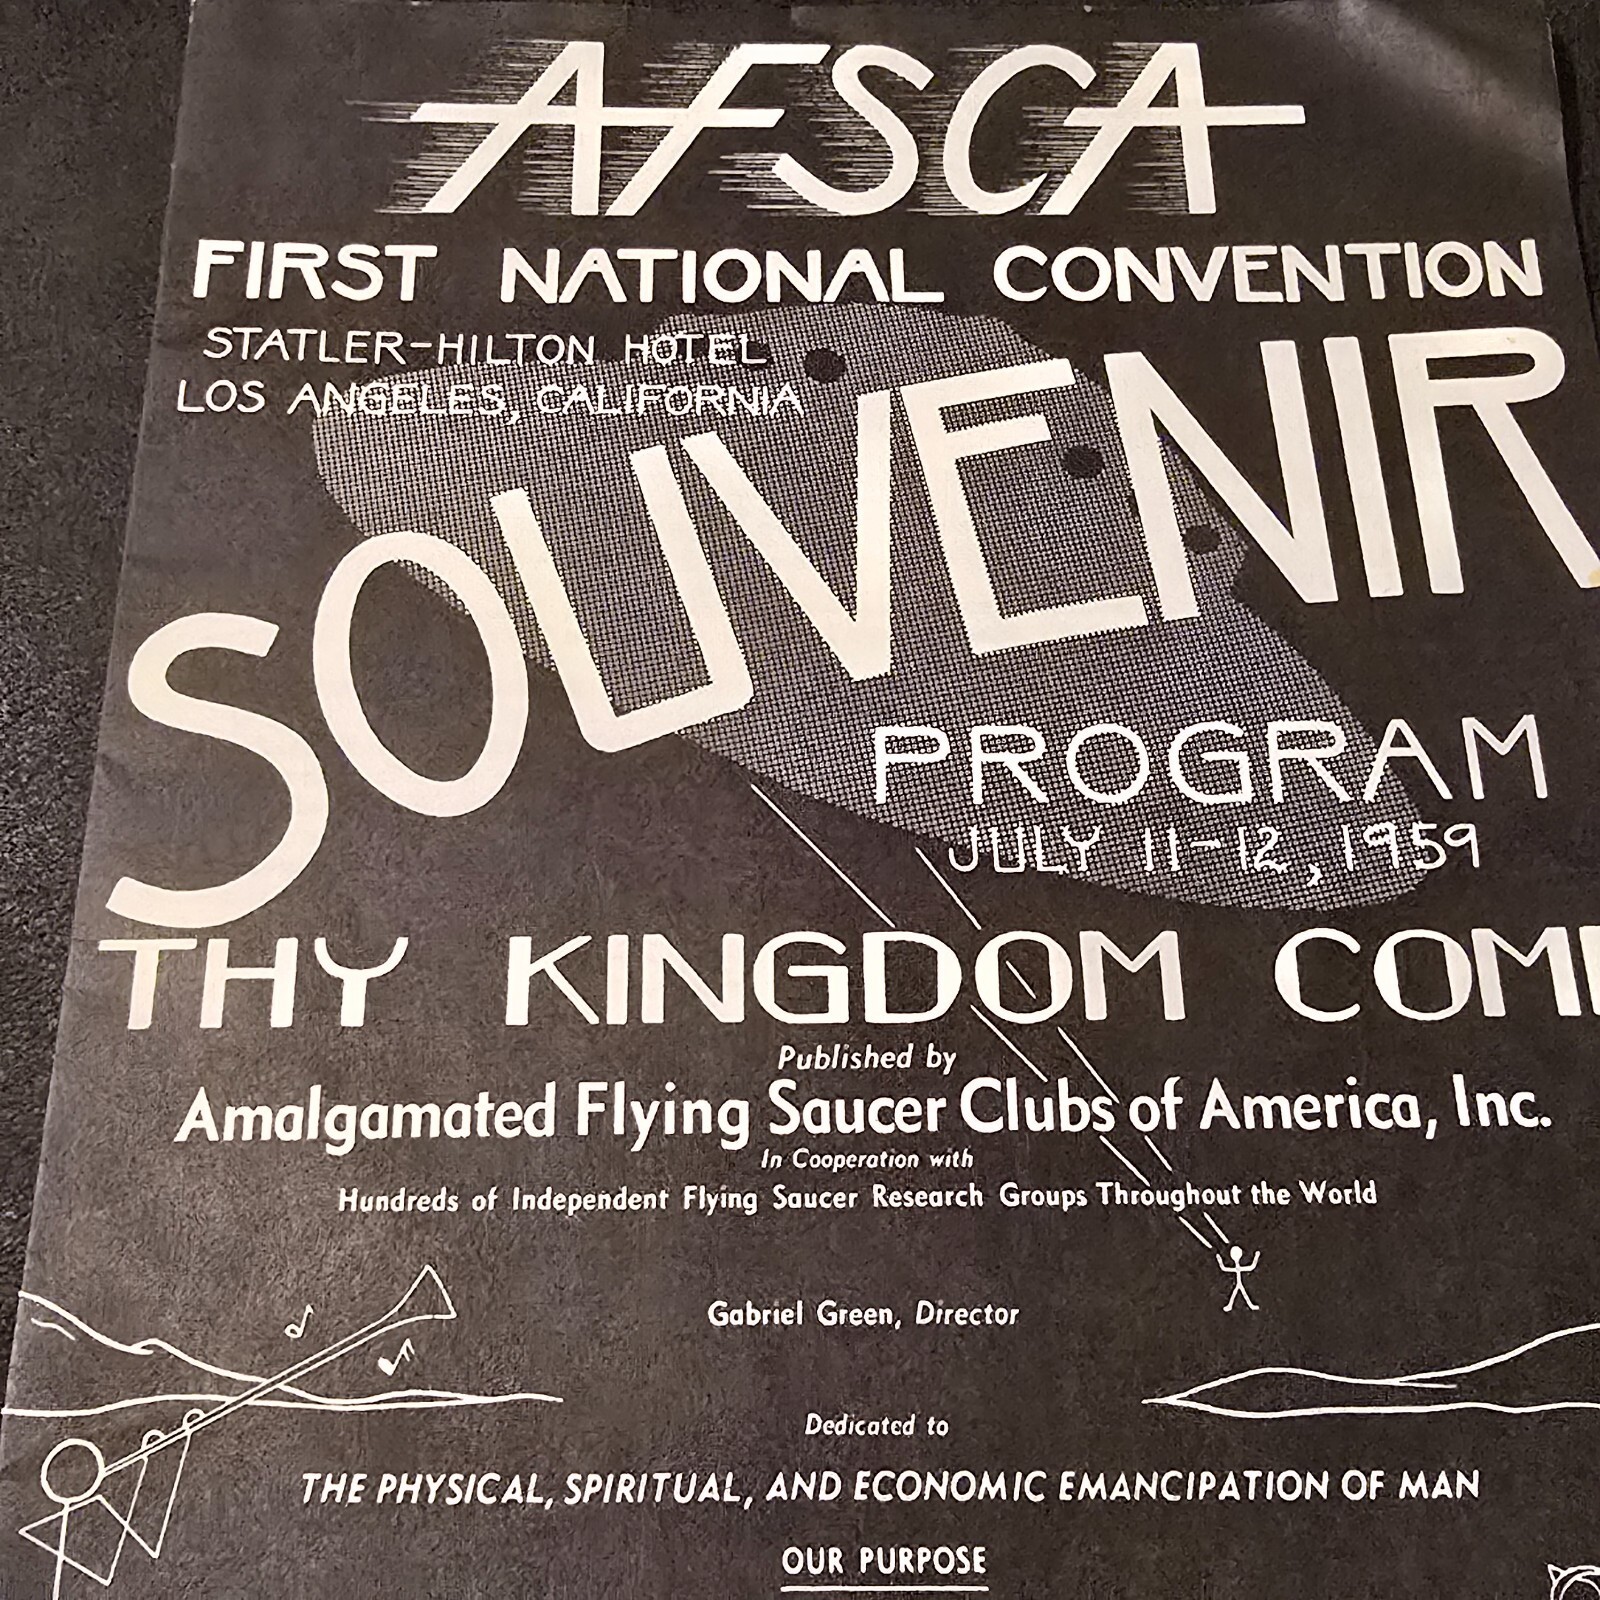 AFSCA
FIRST NATIONAL CONVENTION
STATLER-HILTON HOTEL
LOS ANGELES, CALIFORNIA
SOUVENIR
PROGRAM
JULY 11-12, 1959
THY KINGDOM COM
Published by
Amalgamated Flying Saucer Clubs of America, Inc.
In Cooperation with
Hundreds of Independent Flying Saucer Research Groups Throughout the World
Gabriel Green, Director
Dedicated to
THE PHYSICAL, SPIRITUAL, AND ECONOMIC EMANCIPATION OF MAN
OUR PURPOSE